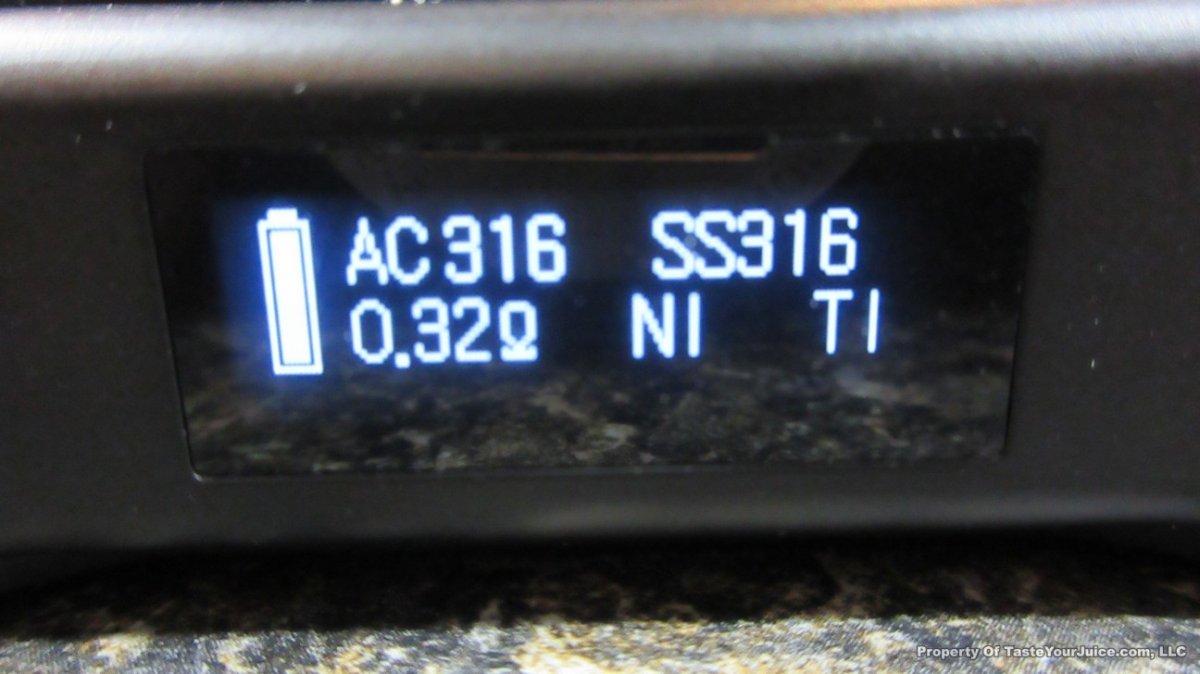 AC316 SS316
0.32Ω NI TI
Property Of TasteYourJuice.com, LLC